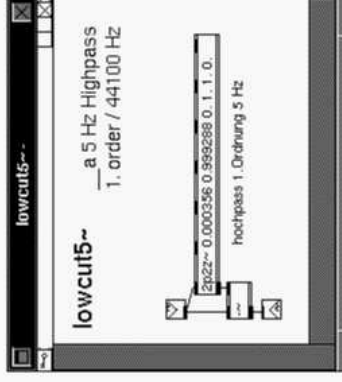 lowcut5~-
lowcut5~
__a 5 Hz Highpass
1. order / 44100 Hz
2p2z~ 0.000356 0.999288 0. 1. 1. 0.
hochpass 1.Ordnung 5 Hz
-~